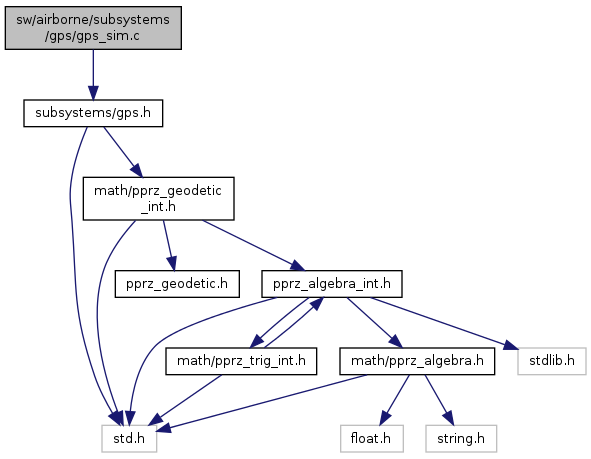 sw/airborne/subsystems
/gps/gps_sim.c
subsystems/gps.h
math/pprz_geodetic
_int.h
pprz_geodetic.h
pprz_algebra_int.h
math/pprz_trig_int.h
math/pprz_algebra.h
stdlib.h
std.h
float.h
string.h